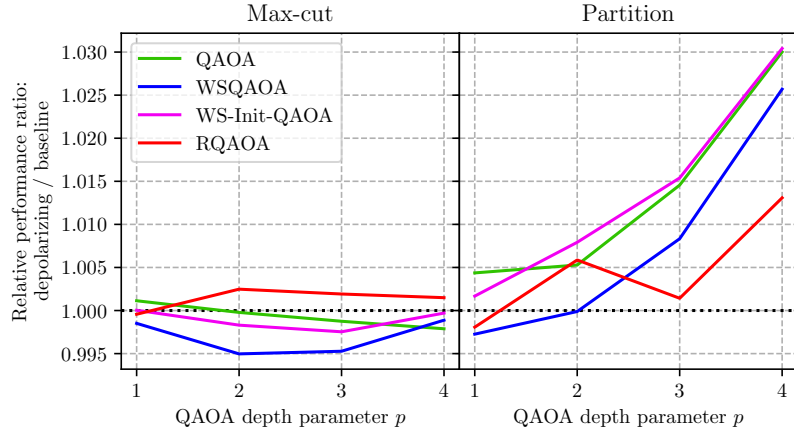 Max-cut
Partition
Relative performance ratio:
depolarizing / baseline
1.030
1.025
1.020
1.015
1.010
1.005
1.000
0.995
QAOA
WSQAOA
WS-Init-QAOA
RQAOA
1 2 3 4
1 2 3 4
QAOA depth parameter p
QAOA depth parameter p